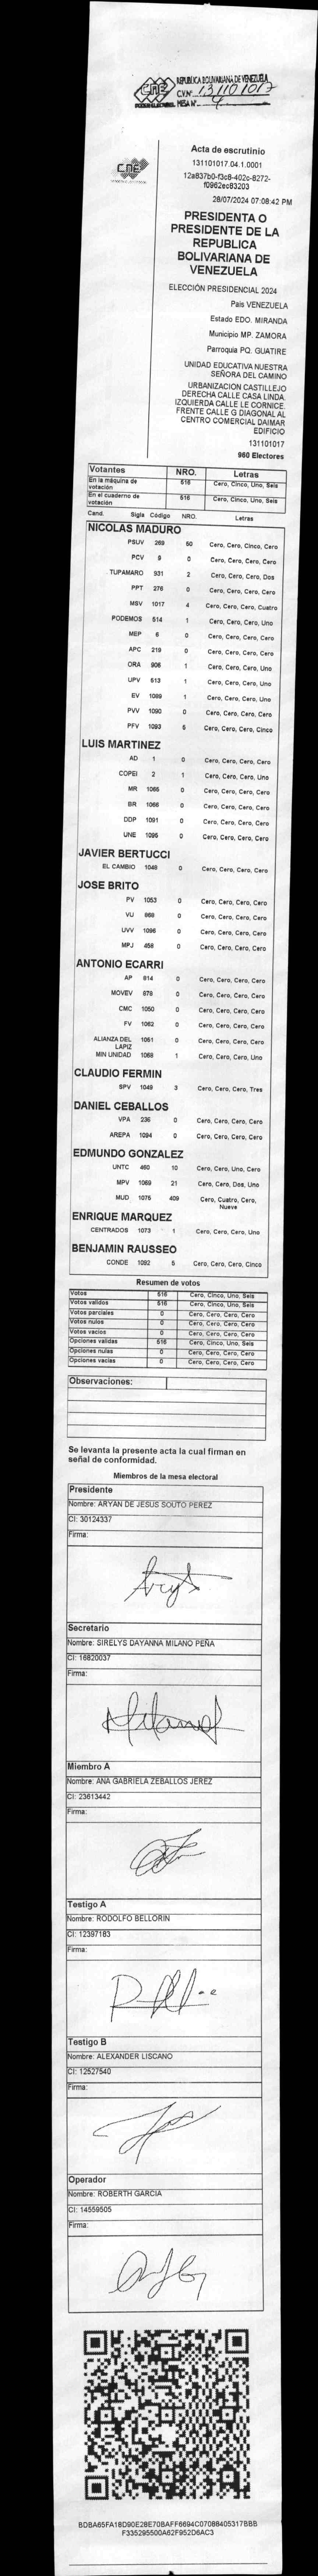 CNE
PODER ELECTORAL
REPÚBLICA BOLIVARIANA DE VENEZUELA
C.V.Nº 131101017
MESA Nº 4
CNE
Acta de escrutinio
131101017.04.1.0001
12a837b0-f3c8-402c-8272-
f0962ec83203
28/07/2024 07:08:42 PM
PRESIDENTA O
PRESIDENTE DE LA
REPUBLICA
BOLIVARIANA DE
VENEZUELA
ELECCIÓN PRESIDENCIAL 2024
País VENEZUELA
Estado EDO. MIRANDA
Municipio MP. ZAMORA
Parroquia PQ. GUATIRE
UNIDAD EDUCATIVA NUESTRA
SEÑORA DEL CAMINO
URBANIZACION CASTILLEJO
DERECHA CALLE CASA LINDA.
IZQUIERDA CALLE LE CORNICE.
FRENTE CALLE G DIAGONAL AL
CENTRO COMERCIAL DAIMAR
EDIFICIO
131101017
960 Electores
Votantes NRO. Letras
En la máquina de votación 516 Cero, Cinco, Uno, Seis
En el cuaderno de votación 516 Cero, Cinco, Uno, Seis
Cand. Sigla Código NRO. Letras
NICOLAS MADURO
PSUV 269 50 Cero, Cero, Cinco, Cero
PCV 9 0 Cero, Cero, Cero, Cero
TUPAMARO 931 2 Cero, Cero, Cero, Dos
PPT 276 0 Cero, Cero, Cero, Cero
MSV 1017 4 Cero, Cero, Cero, Cuatro
PODEMOS 514 1 Cero, Cero, Cero, Uno
MEP 6 0 Cero, Cero, Cero, Cero
APC 219 0 Cero, Cero, Cero, Cero
ORA 906 1 Cero, Cero, Cero, Uno
UPV 513 1 Cero, Cero, Cero, Uno
EV 1089 1 Cero, Cero, Cero, Uno
PVV 1090 0 Cero, Cero, Cero, Cero
PFV 1093 5 Cero, Cero, Cero, Cinco
LUIS MARTINEZ
AD 1 0 Cero, Cero, Cero, Cero
COPEI 2 1 Cero, Cero, Cero, Uno
MR 1065 0 Cero, Cero, Cero, Cero
BR 1066 0 Cero, Cero, Cero, Cero
DDP 1091 0 Cero, Cero, Cero, Cero
UNE 1095 0 Cero, Cero, Cero, Cero
JAVIER BERTUCCI
EL CAMBIO 1048 0 Cero, Cero, Cero, Cero
JOSE BRITO
PV 1053 0 Cero, Cero, Cero, Cero
VU 868 0 Cero, Cero, Cero, Cero
UVV 1096 0 Cero, Cero, Cero, Cero
MPJ 458 0 Cero, Cero, Cero, Cero
ANTONIO ECARRI
AP 814 0 Cero, Cero, Cero, Cero
MOVEV 878 0 Cero, Cero, Cero, Cero
CMC 1050 0 Cero, Cero, Cero, Cero
FV 1062 0 Cero, Cero, Cero, Cero
ALIANZA DEL LAPIZ 1061 0 Cero, Cero, Cero, Cero
MIN UNIDAD 1068 1 Cero, Cero, Cero, Uno
CLAUDIO FERMIN
SPV 1049 3 Cero, Cero, Cero, Tres
DANIEL CEBALLOS
VPA 236 0 Cero, Cero, Cero, Cero
AREPA 1094 0 Cero, Cero, Cero, Cero
EDMUNDO GONZALEZ
UNTC 460 10 Cero, Cero, Uno, Cero
MPV 1069 21 Cero, Cero, Dos, Uno
MUD 1076 409 Cero, Cuatro, Cero, Nueve
ENRIQUE MARQUEZ
CENTRADOS 1073 1 Cero, Cero, Cero, Uno
BENJAMIN RAUSSEO
CONDE 1092 5 Cero, Cero, Cero, Cinco
Resumen de votos
Votos 516 Cero, Cinco, Uno, Seis
Votos validos 516 Cero, Cinco, Uno, Seis
Votos parciales 0 Cero, Cero, Cero, Cero
Votos nulos 0 Cero, Cero, Cero, Cero
Votos vacios 0 Cero, Cero, Cero, Cero
Opciones validas 516 Cero, Cinco, Uno, Seis
Opciones nulas 0 Cero, Cero, Cero, Cero
Opciones vacias 0 Cero, Cero, Cero, Cero
Observaciones:
Se levanta la presente acta la cual firman en
señal de conformidad.
Miembros de la mesa electoral
Presidente
Nombre: ARYAN DE JESUS SOUTO PEREZ
CI: 30124337
Firma:
Secretario
Nombre: SIRELYS DAYANNA MILANO PEÑA
CI: 16820037
Firma:
Miembro A
Nombre: ANA GABRIELA ZEBALLOS JEREZ
CI: 23613442
Firma:
Testigo A
Nombre: RODOLFO BELLORIN
CI: 12397183
Firma:
Testigo B
Nombre: ALEXANDER LISCANO
CI: 12527540
Firma:
Operador
Nombre: ROBERTH GARCIA
CI: 14559505
Firma:
BDBA65FA18D90E28E70BAFF6694C07088405317BBB
F335295500A62F952D6AC3